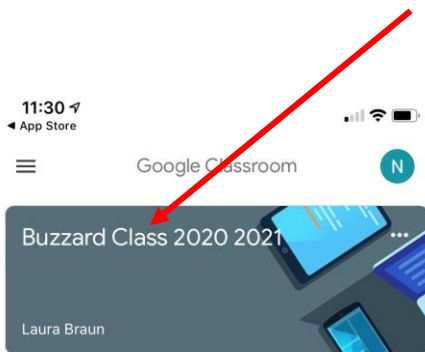 11:30
◀ App Store
Google Classroom
N
Buzzard Class 2020 2021
Laura Braun